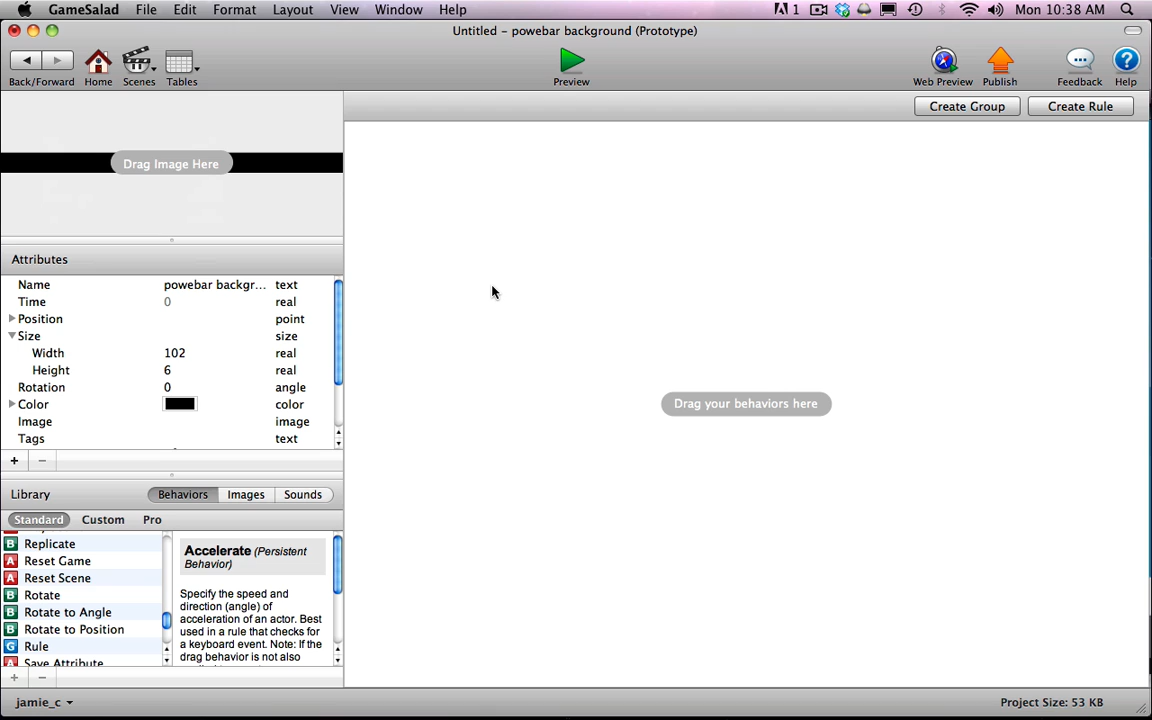 GameSalad File Edit Format Layout View Window Help 1 Mon 10:38 AM
Untitled – powebar background (Prototype)
Back/Forward Home Scenes Tables Preview Web Preview Publish Feedback Help
Create Group Create Rule
Drag Image Here
Attributes
Name powebar backgr... text
Time 0 real
Position point
Size size
Width 102 real
Height 6 real
Rotation 0 angle
Color color
Image image
Tags text
+ −
Drag your behaviors here
Library Behaviors Images Sounds
Standard Custom Pro
B Replicate
A Reset Game
A Reset Scene
B Rotate
B Rotate to Angle
B Rotate to Position
G Rule
A Save Attribute
Accelerate (Persistent
Behavior)
Specify the speed and
direction (angle) of
acceleration of an actor. Best
used in a rule that checks for
a keyboard event. Note: If the
drag behavior is not also
+ −
jamie_c Project Size: 53 KB